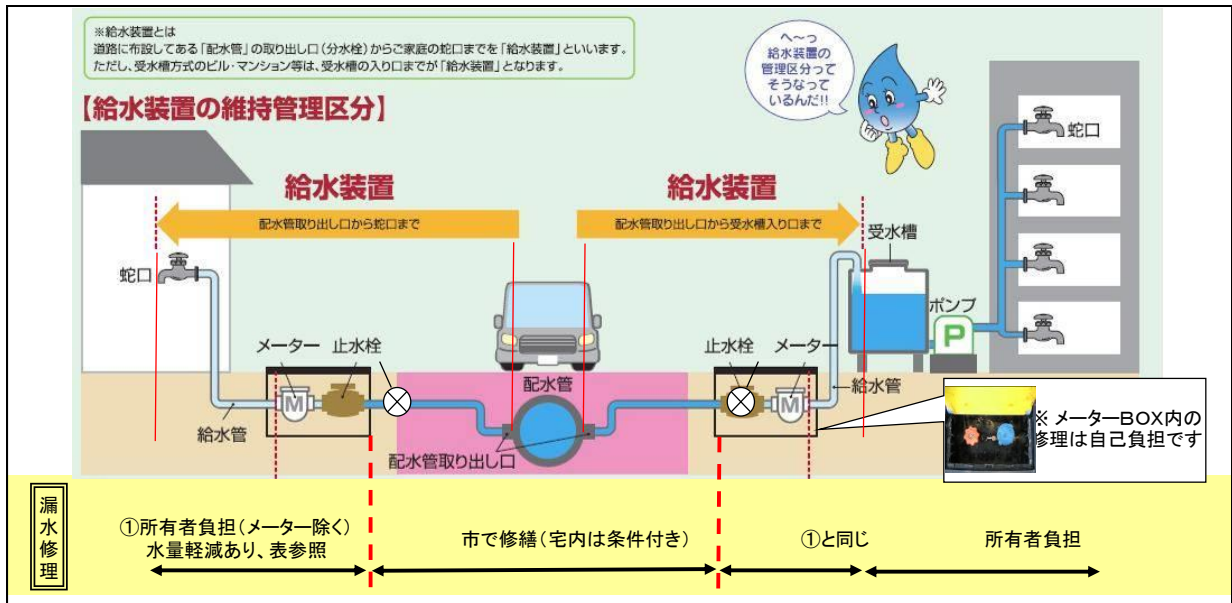 ※給水装置とは
道路に布設してある「配水管」の取り出し口(分水栓)からご家庭の蛇口までを「給水装置」といいます。
ただし、受水槽方式のビル・マンション等は、受水槽の入り口までが「給水装置」となります。
へ〜っ
給水装置の
管理区分って
そうなって
いるんだ!!
【給水装置の維持管理区分】
蛇口
給水装置
給水装置
配水管取り出し口から蛇口まで
配水管取り出し口から受水槽入り口まで
受水槽
蛇口
ポンプ
P
メーター
止水栓
配水管
止水栓
メーター
M
M
給水管
給水管
配水管取り出し口
※ メーターBOX内の
修理は自己負担です
漏水修理
①所有者負担(メーター除く)
水量軽減あり、表参照
市で修繕(宅内は条件付き)
①と同じ
所有者負担